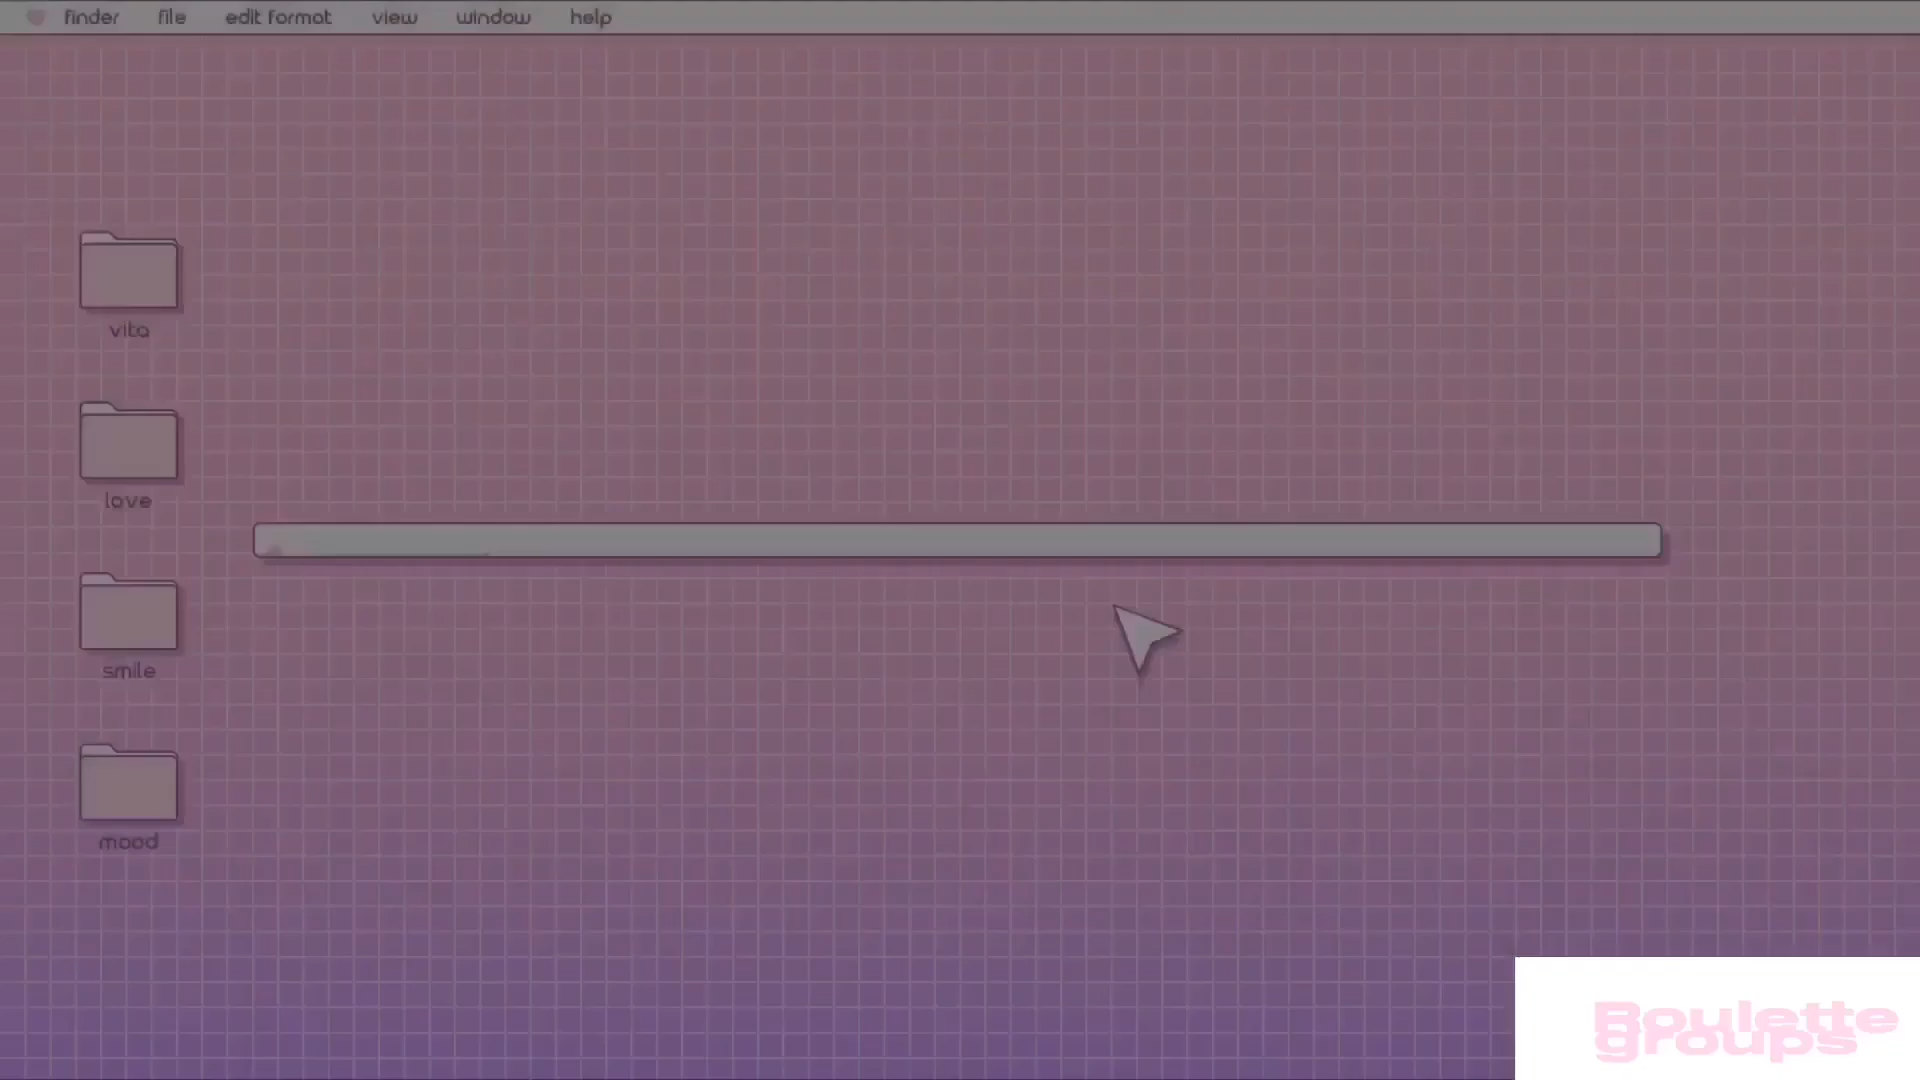 finder file edit format view window help
vita
love
smile
mood
Roulette
groups